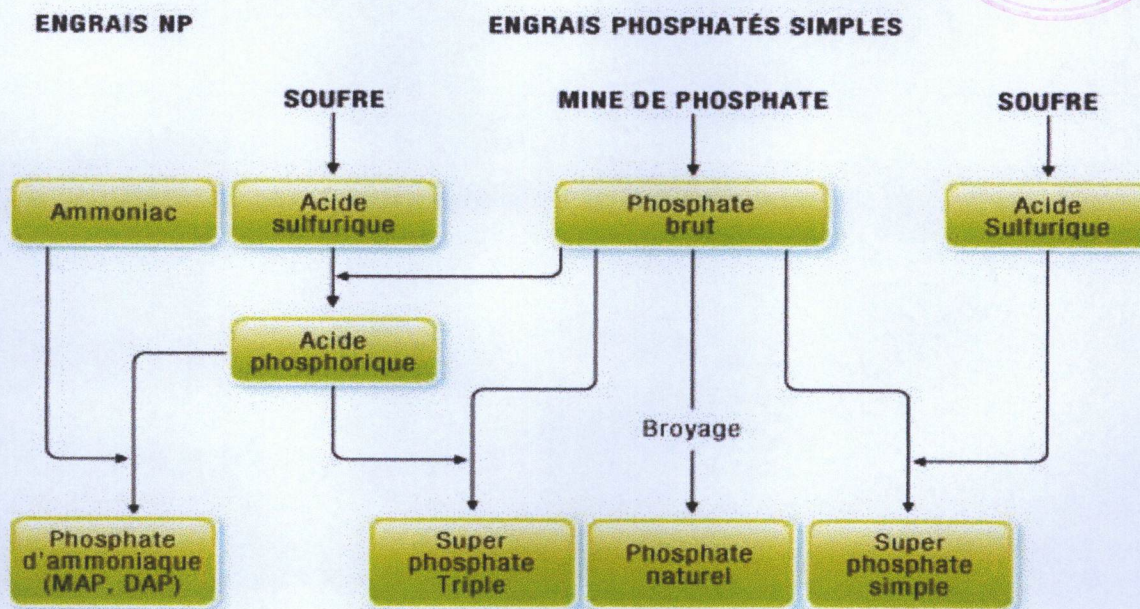 ENGRAIS NP
ENGRAIS PHOSPHATÉS SIMPLES
SOUFRE
MINE DE PHOSPHATE
SOUFRE
Ammoniac
Acide
sulfurique
Phosphate
brut
Acide
Sulfurique
Acide
phosphorique
Broyage
Phosphate
d'ammoniaque
(MAP, DAP)
Super
phosphate
Triple
Phosphate
naturel
Super
phosphate
simple